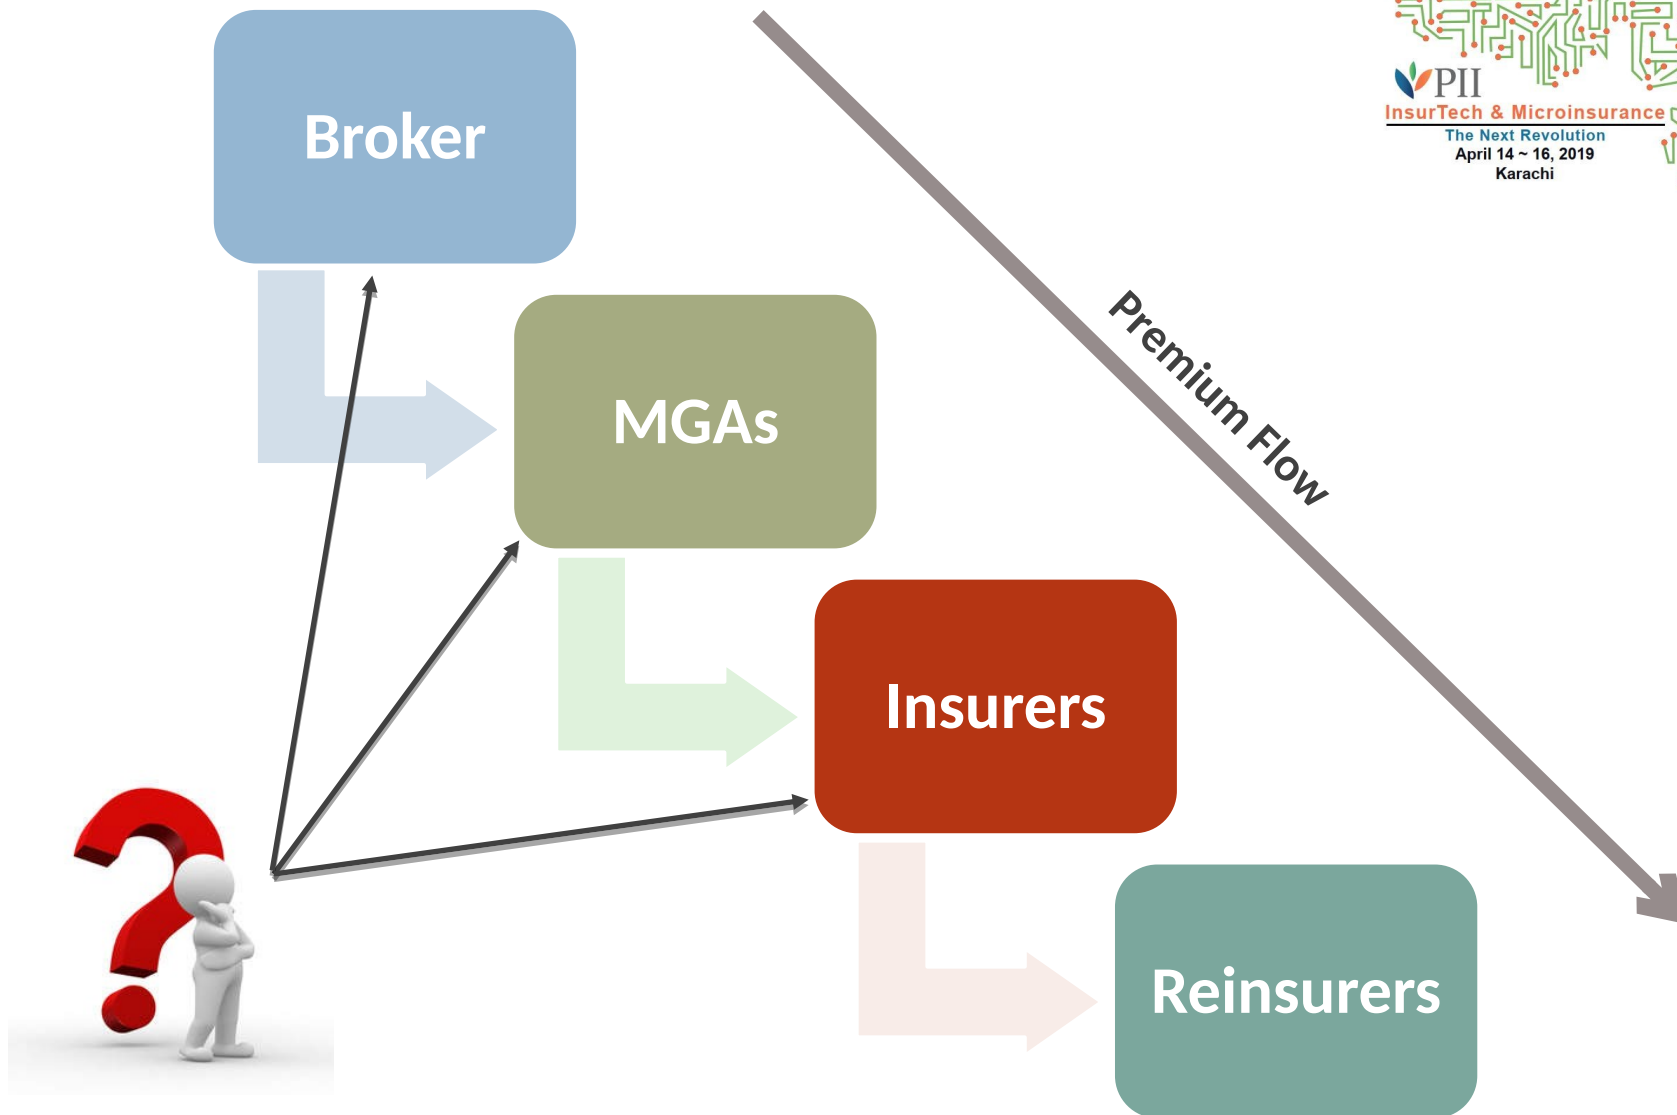 Broker
PII
InsurTech & Microinsurance
The Next Revolution
April 14 ~ 16, 2019
Karachi
Premium Flow
MGAs
Insurers
Reinsurers